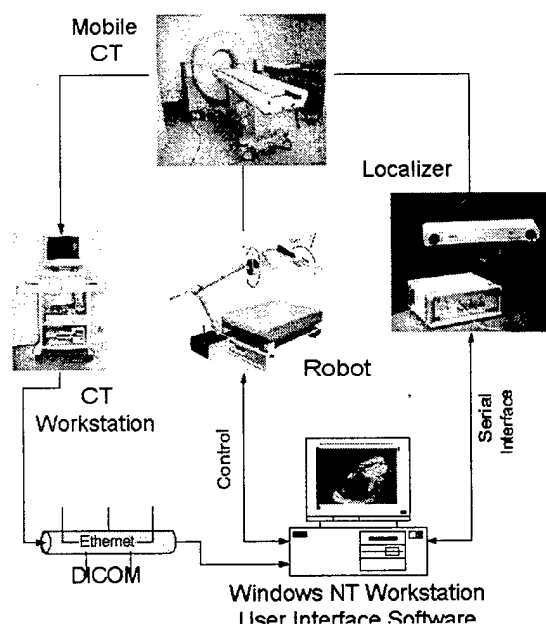 Mobile
CT
Localizer
CT
Workstation
Robot
Control
Serial
Interface
Ethernet
DICOM
Windows NT Workstation
User Interface Software